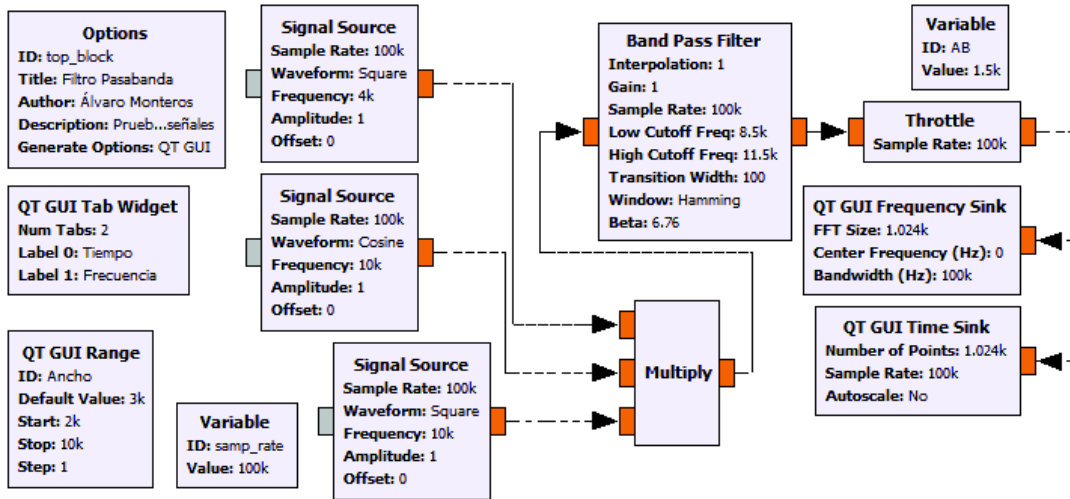 Options
ID: top_block
Title: Filtro Pasabanda
Author: Álvaro Monteros
Description: Prueb...señales
Generate Options: QT GUI
Signal Source
Sample Rate: 100k
Waveform: Square
Frequency: 4k
Amplitude: 1
Offset: 0
Band Pass Filter
Interpolation: 1
Gain: 1
Sample Rate: 100k
Low Cutoff Freq: 8.5k
High Cutoff Freq: 11.5k
Transition Width: 100
Window: Hamming
Beta: 6.76
Variable
ID: AB
Value: 1.5k
Throttle
Sample Rate: 100k
QT GUI Tab Widget
Num Tabs: 2
Label 0: Tiempo
Label 1: Frecuencia
Signal Source
Sample Rate: 100k
Waveform: Cosine
Frequency: 10k
Amplitude: 1
Offset: 0
QT GUI Frequency Sink
FFT Size: 1.024k
Center Frequency (Hz): 0
Bandwidth (Hz): 100k
QT GUI Range
ID: Ancho
Default Value: 3k
Start: 2k
Stop: 10k
Step: 1
Variable
ID: samp_rate
Value: 100k
Signal Source
Sample Rate: 100k
Waveform: Square
Frequency: 10k
Amplitude: 1
Offset: 0
Multiply
QT GUI Time Sink
Number of Points: 1.024k
Sample Rate: 100k
Autoscale: No